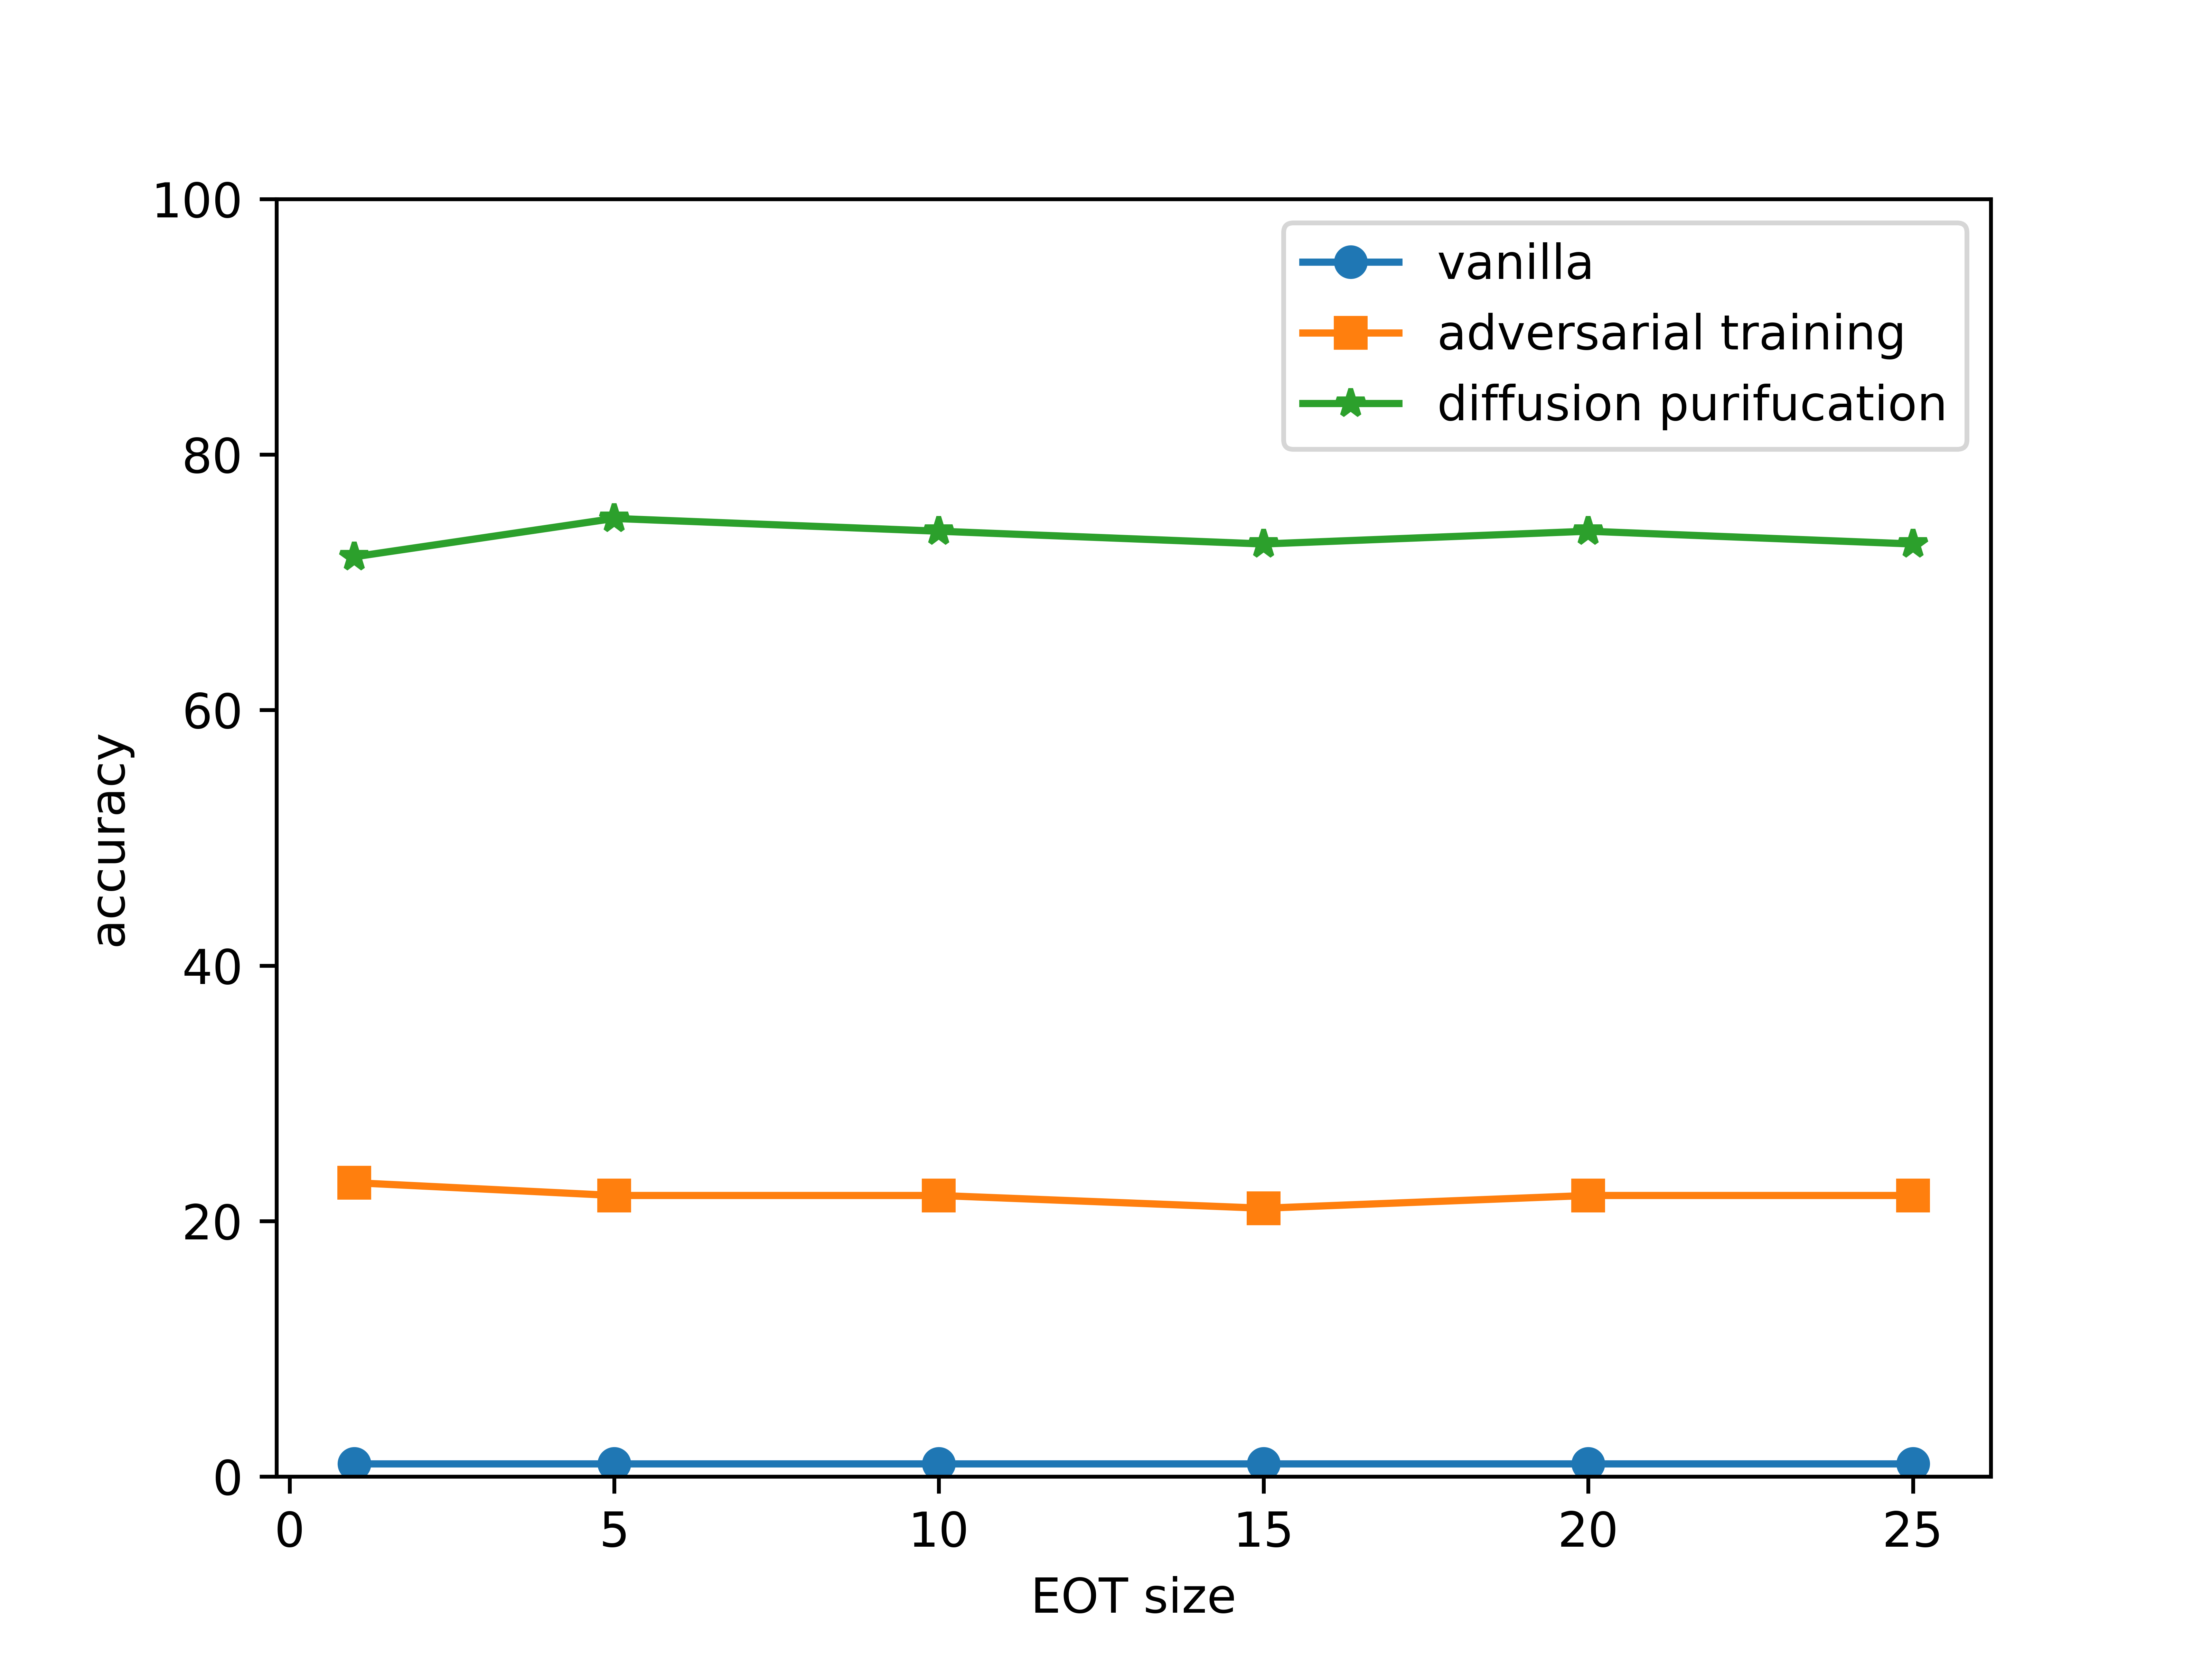 100
80
60
40
20
0
accuracy
vanilla
adversarial training
diffusion purifucation
0 5 10 15 20 25
EOT size